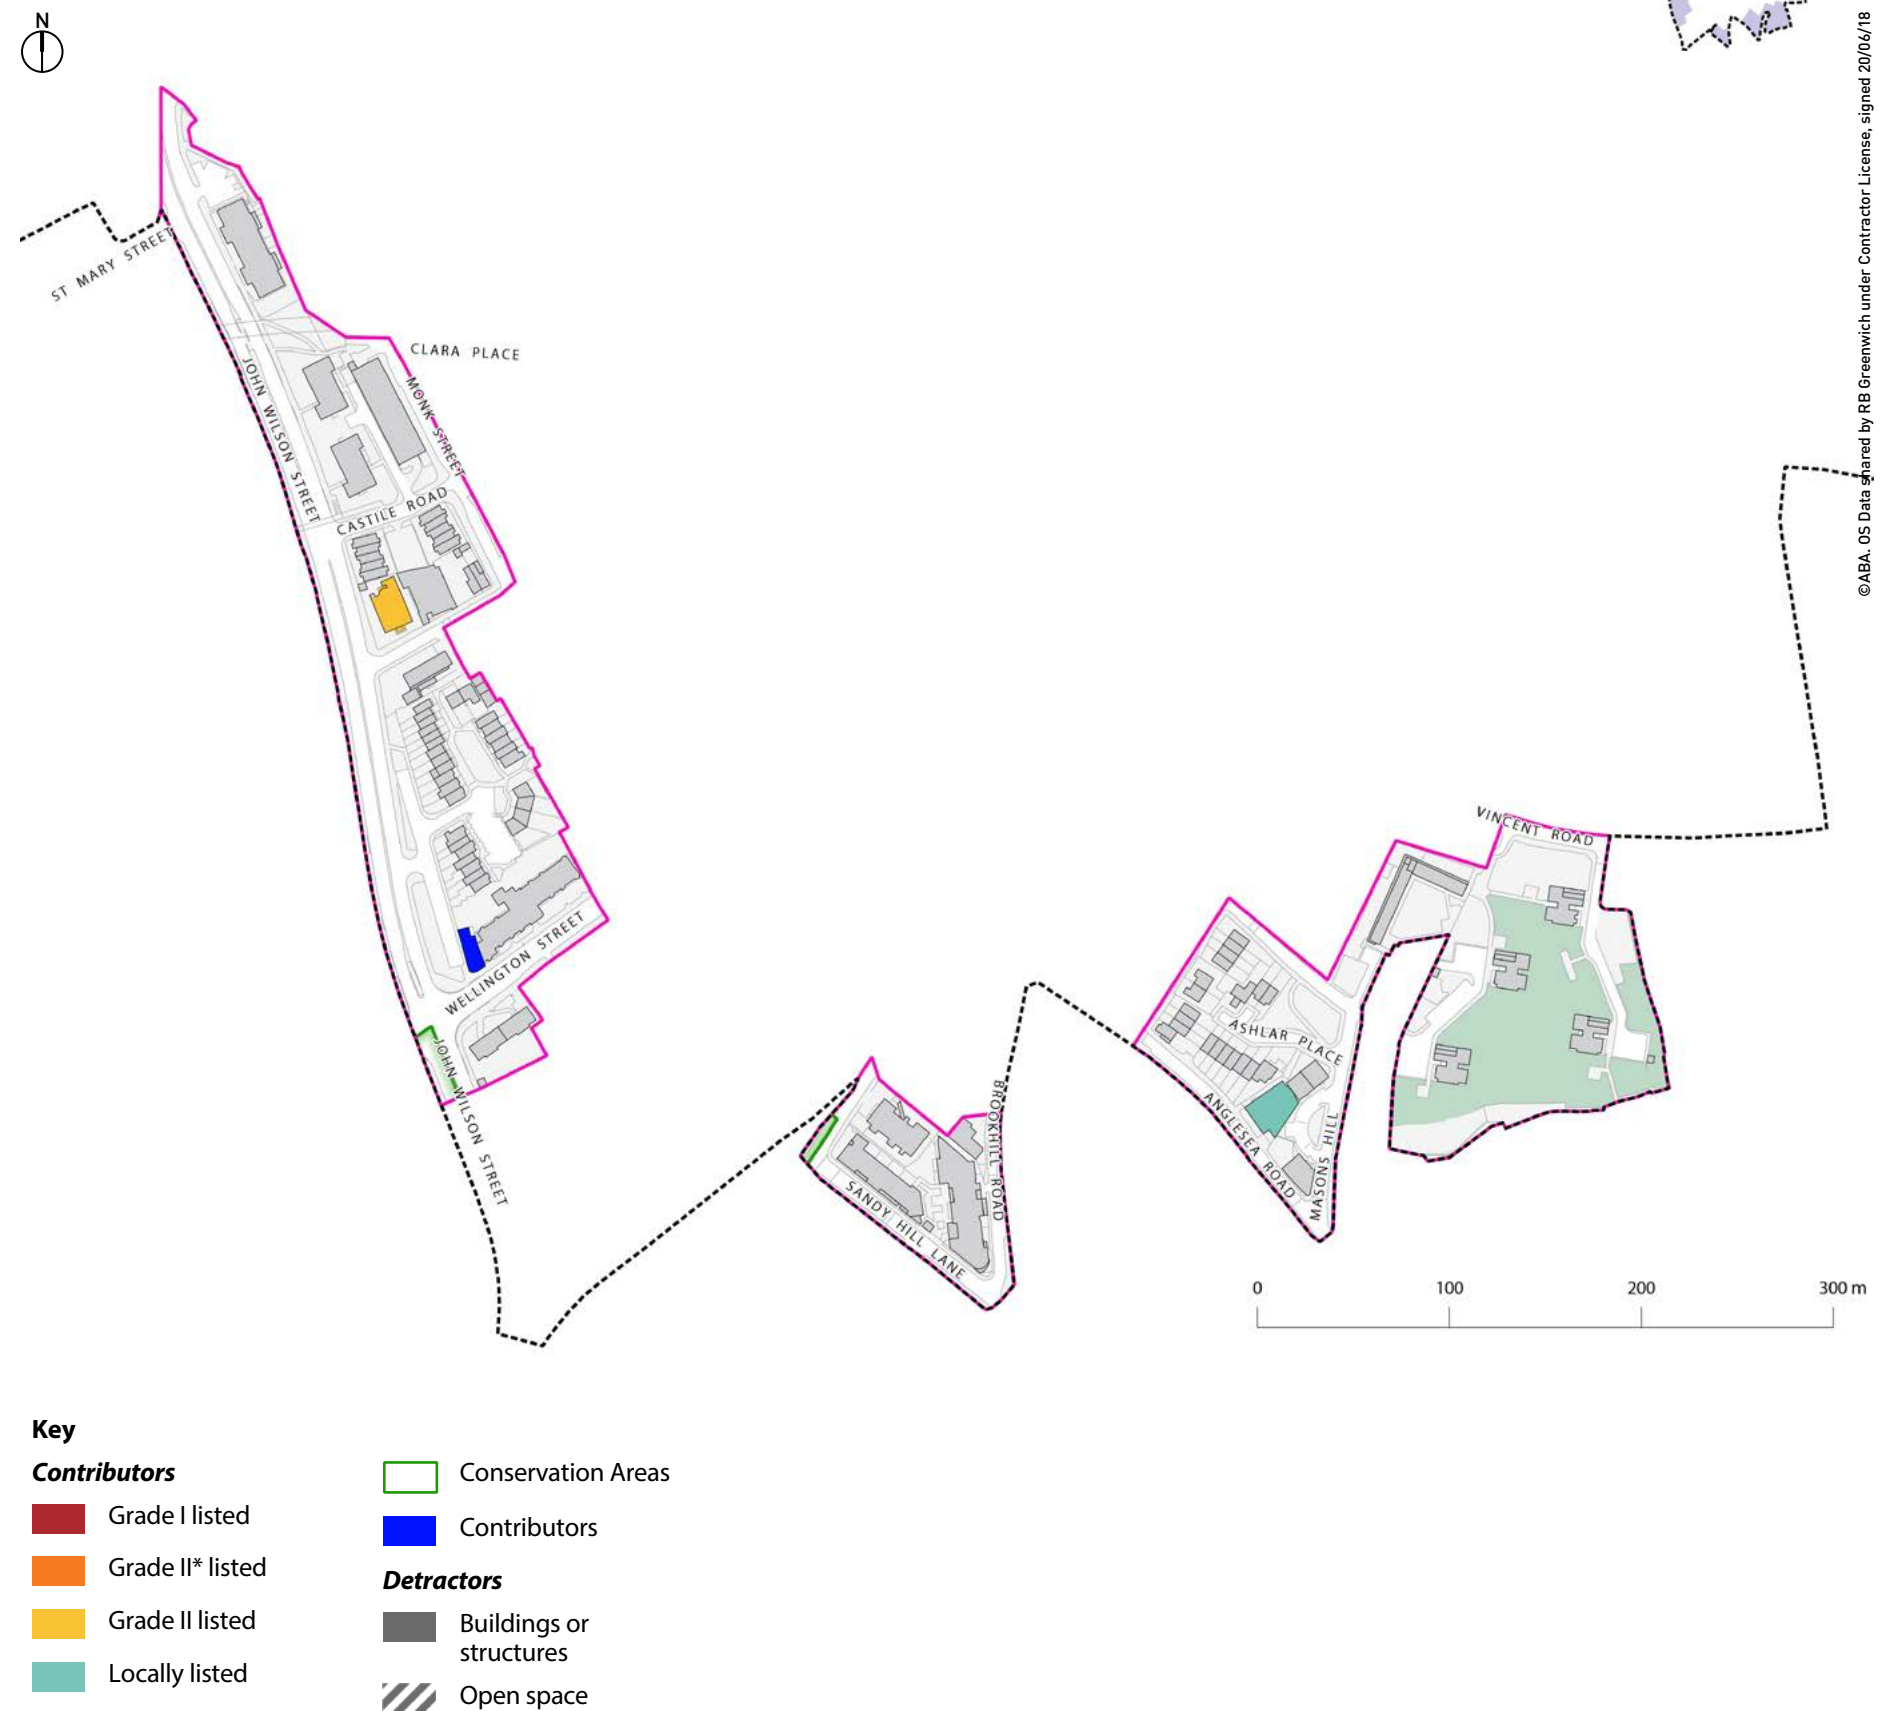 N
©ABA. OS Data shared by RB Greenwich under Contractor License, signed 20/06/18
ST MARY STREET
CLARA PLACE
JOHN WILSON STREET
MONK STREET
CASTILE ROAD
VINCENT ROAD
WELLINGTON STREET
ASHLAR PLACE
JOHN WILSON STREET
BROOKHILL ROAD
ANGLESEA ROAD
MASONS HILL
SANDY HILL LANE
0 100 200 300 m
Key
Contributors
Grade I listed
Grade II* listed
Grade II listed
Locally listed
Conservation Areas
Contributors
Detractors
Buildings or
structures
Open space